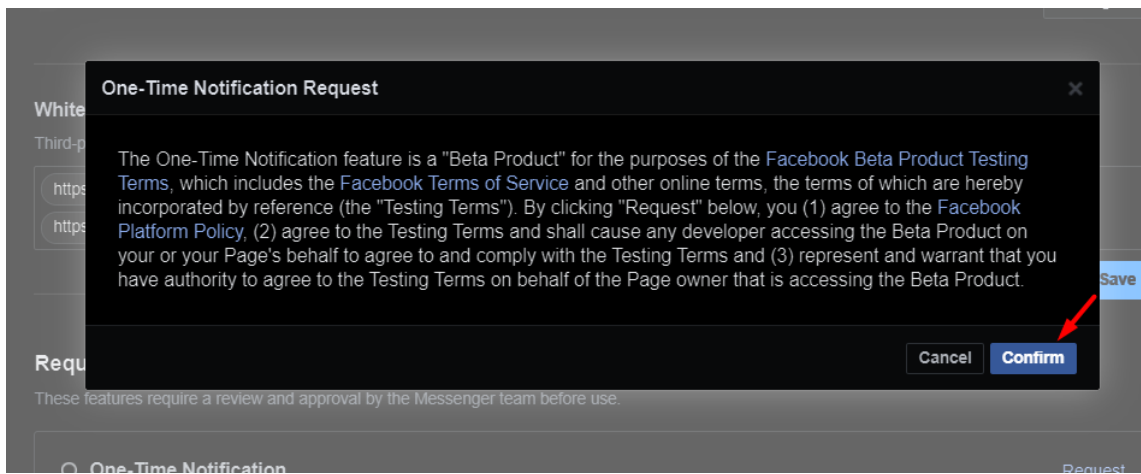 One-Time Notification Request
White
Third-p
The One-Time Notification feature is a "Beta Product" for the purposes of the Facebook Beta Product Testing
Terms, which includes the Facebook Terms of Service and other online terms, the terms of which are hereby
https
incorporated by reference (the "Testing Terms"). By clicking "Request" below, you (1) agree to the Facebook
https
Platform Policy, (2) agree to the Testing Terms and shall cause any developer accessing the Beta Product on
your or your Page's behalf to agree to and comply with the Testing Terms and (3) represent and warrant that you
have authority to agree to the Testing Terms on behalf of the Page owner that is accessing the Beta Product.
Save
Cancel Confirm
Requ
These features require a review and approval by the Messenger team before use.
One-Time Notification Request